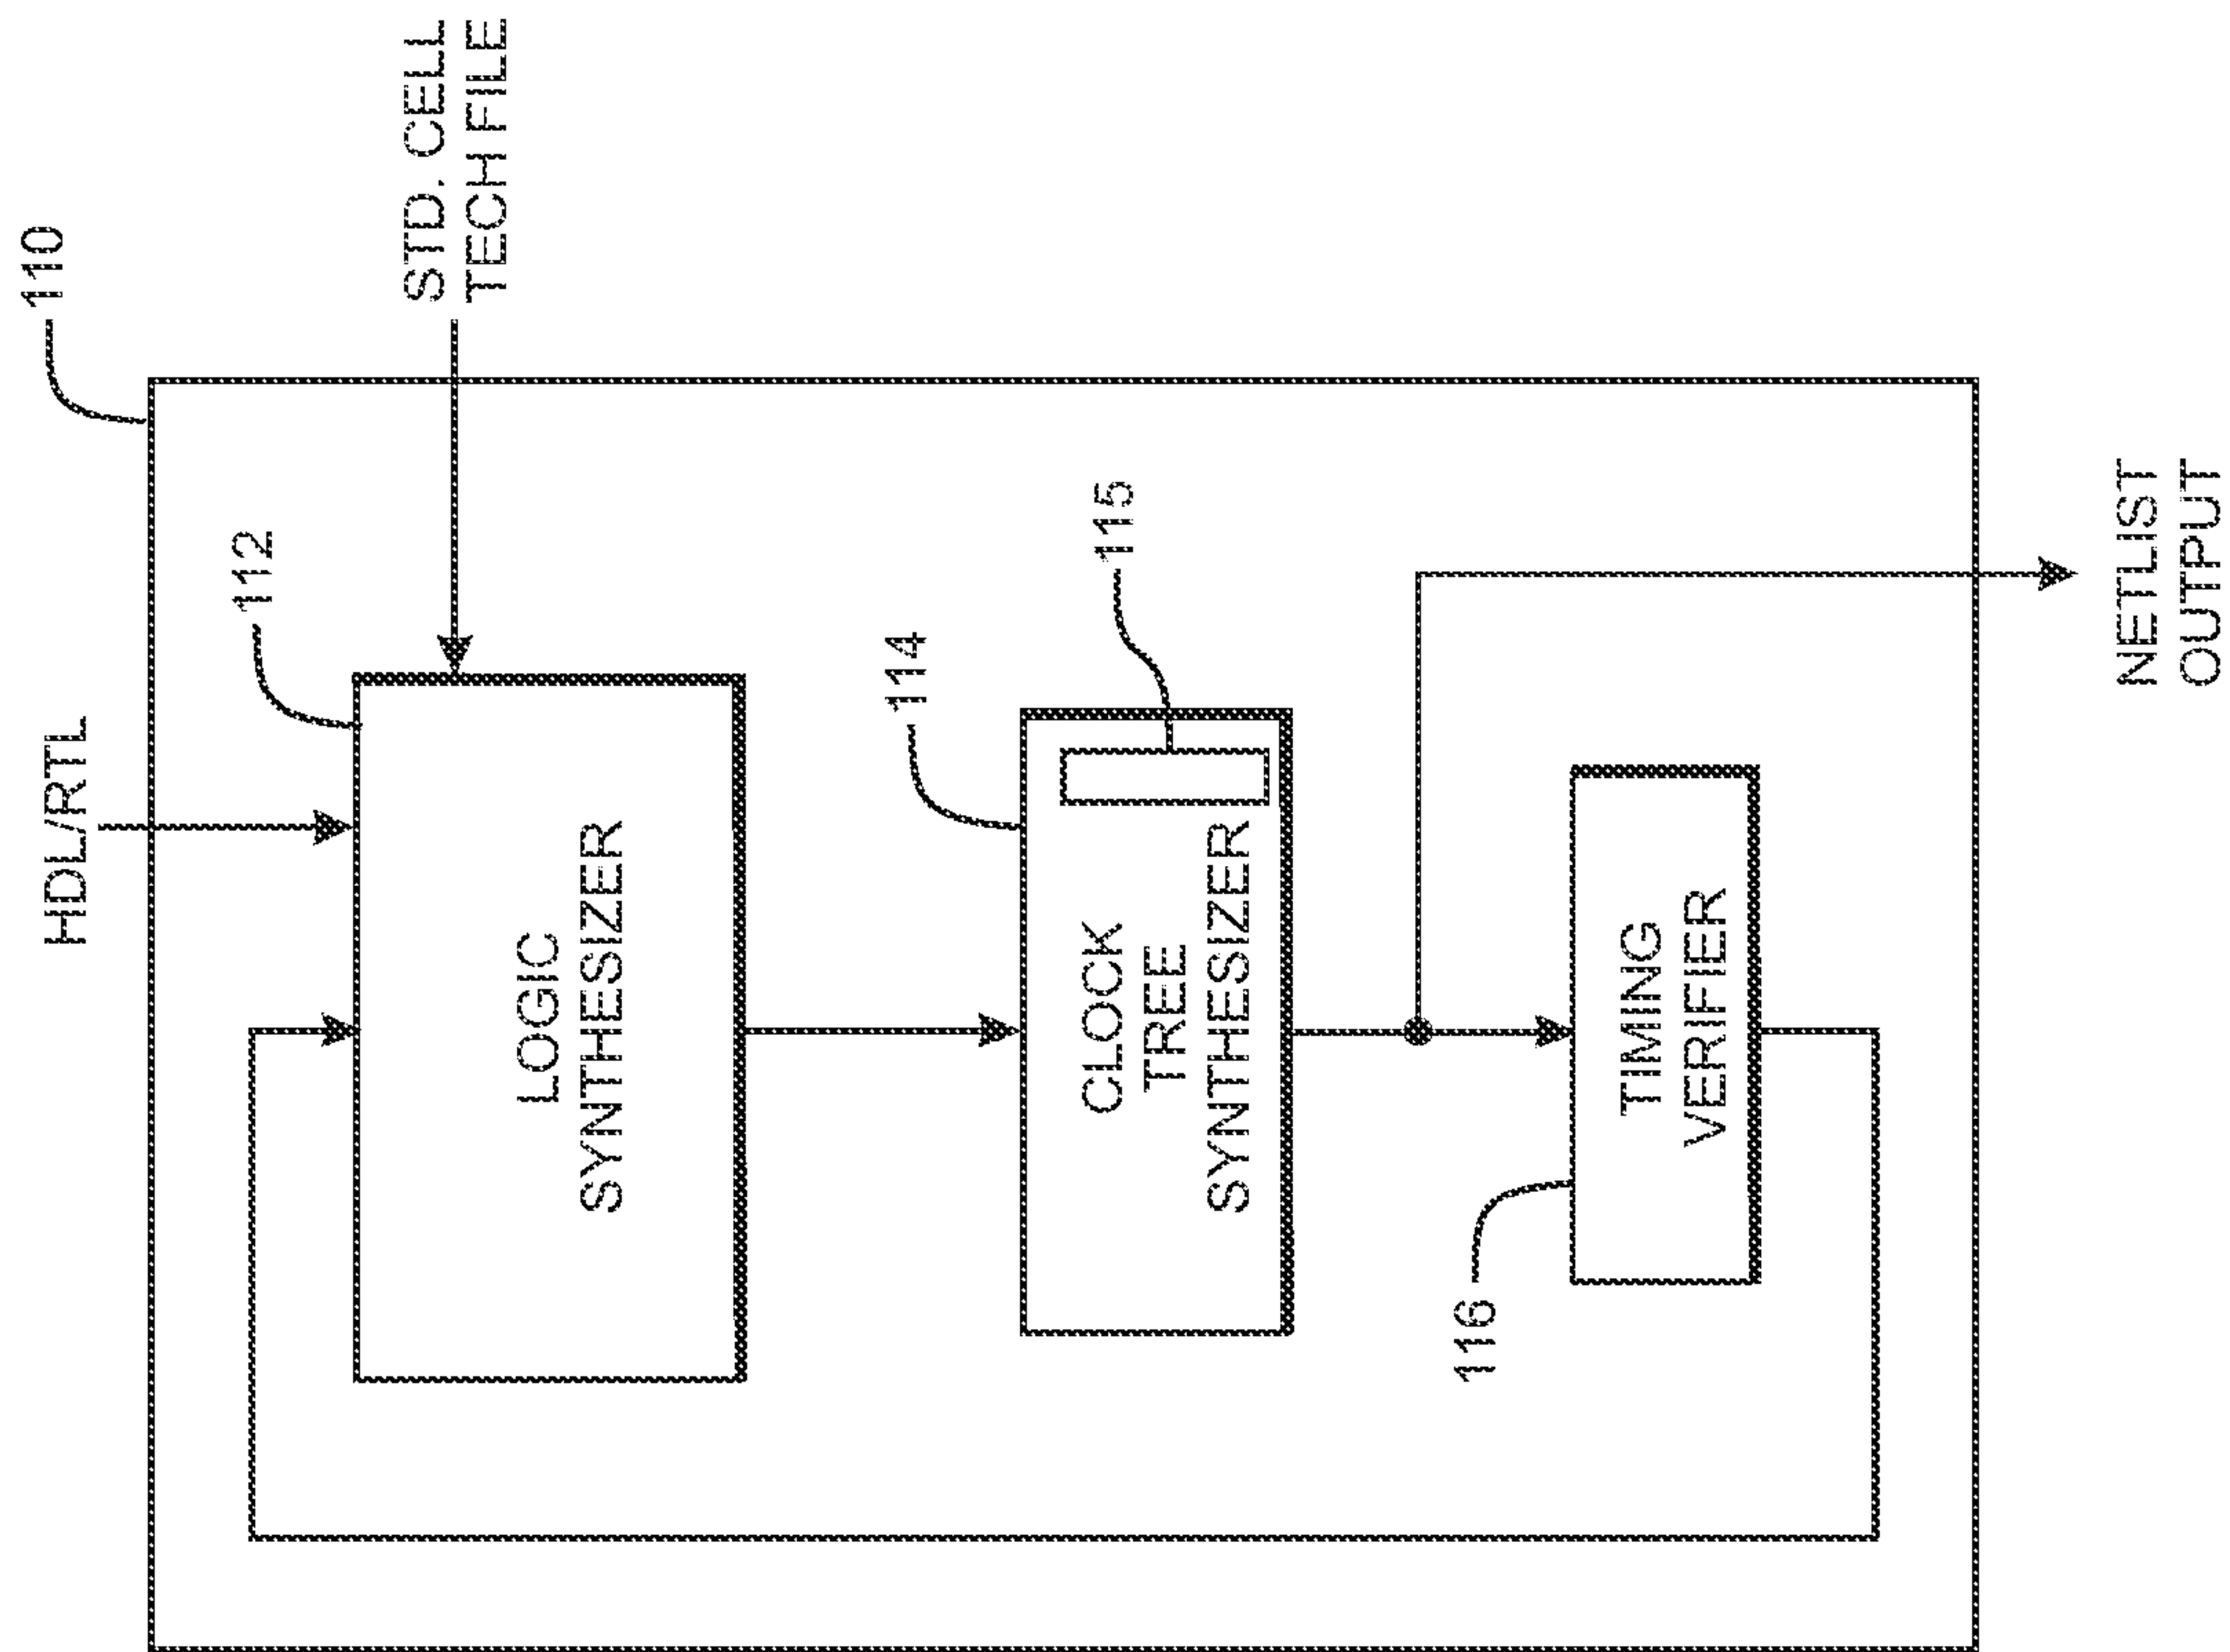 110
STD. CELL
TECH FILE
HDL/RTL
112
LOGIC
SYNTHESIZER
114
115
CLOCK
TREE
SYNTHESIZER
116
TIMING
VERIFIER
NETLIST
OUTPUT